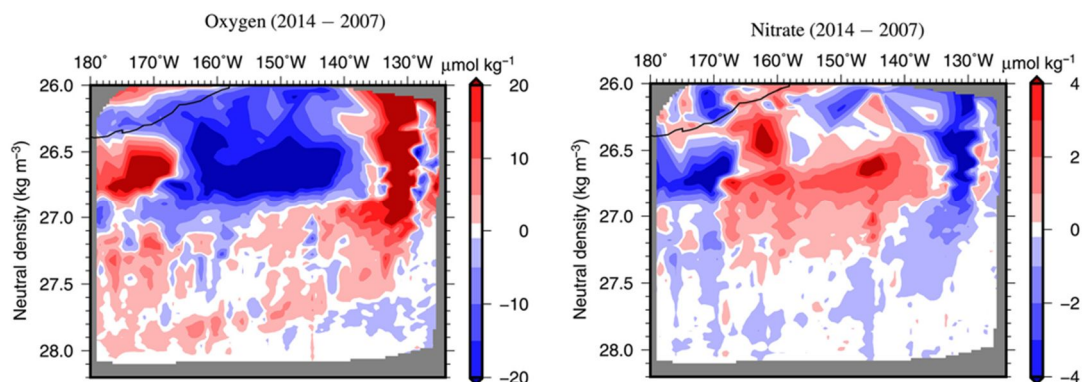 Oxygen (2014 − 2007)
180˚ 170˚W 160˚W 150˚W 140˚W 130˚W
µmol kg⁻¹
26.0
26.5
27.0
27.5
28.0
Neutral density (kg m⁻³)
20
10
0
−10
−20
Nitrate (2014 − 2007)
180˚ 170˚W 160˚W 150˚W 140˚W 130˚W
µmol kg⁻¹
26.0
26.5
27.0
27.5
28.0
Neutral density (kg m⁻³)
4
2
0
−2
−4